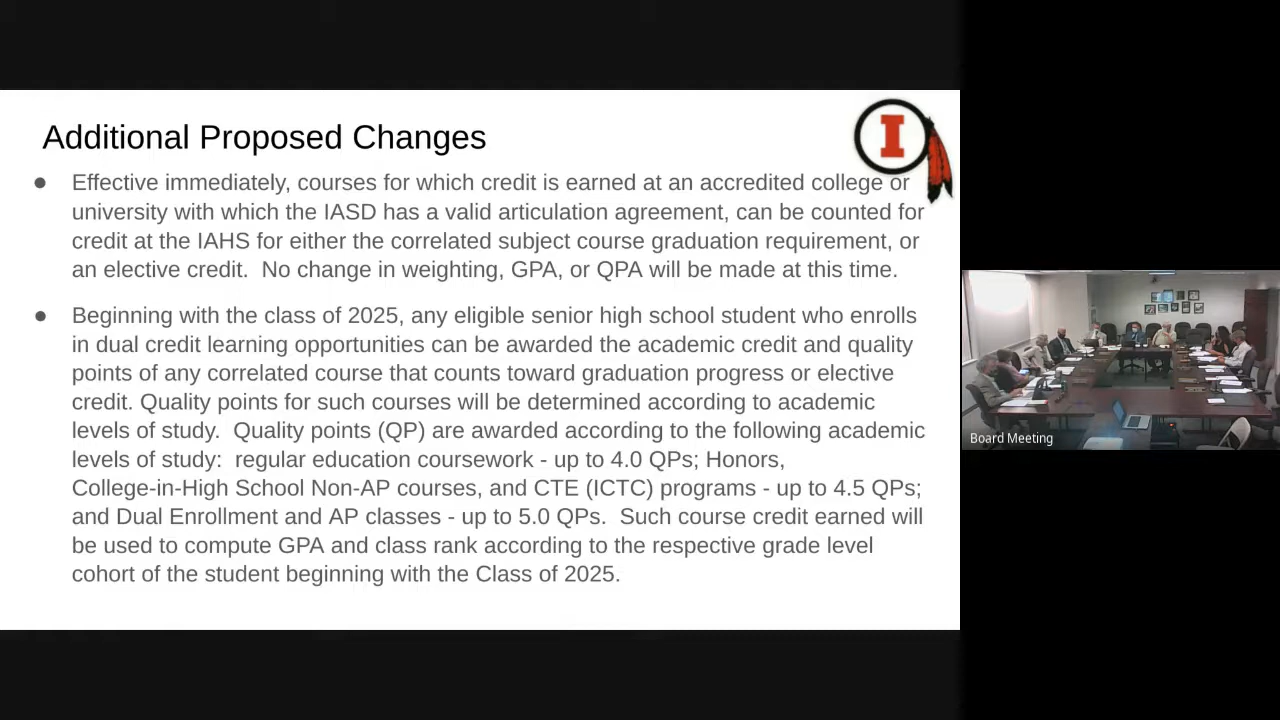 Additional Proposed Changes
I
● Effective immediately, courses for which credit is earned at an accredited college or
university with which the IASD has a valid articulation agreement, can be counted for
credit at the IAHS for either the correlated subject course graduation requirement, or
an elective credit.  No change in weighting, GPA, or QPA will be made at this time.
● Beginning with the class of 2025, any eligible senior high school student who enrolls
in dual credit learning opportunities can be awarded the academic credit and quality
points of any correlated course that counts toward graduation progress or elective
credit. Quality points for such courses will be determined according to academic
levels of study.  Quality points (QP) are awarded according to the following academic
levels of study:  regular education coursework - up to 4.0 QPs; Honors,
College-in-High School Non-AP courses, and CTE (ICTC) programs - up to 4.5 QPs;
and Dual Enrollment and AP classes - up to 5.0 QPs.  Such course credit earned will
be used to compute GPA and class rank according to the respective grade level
cohort of the student beginning with the Class of 2025.
Board Meeting